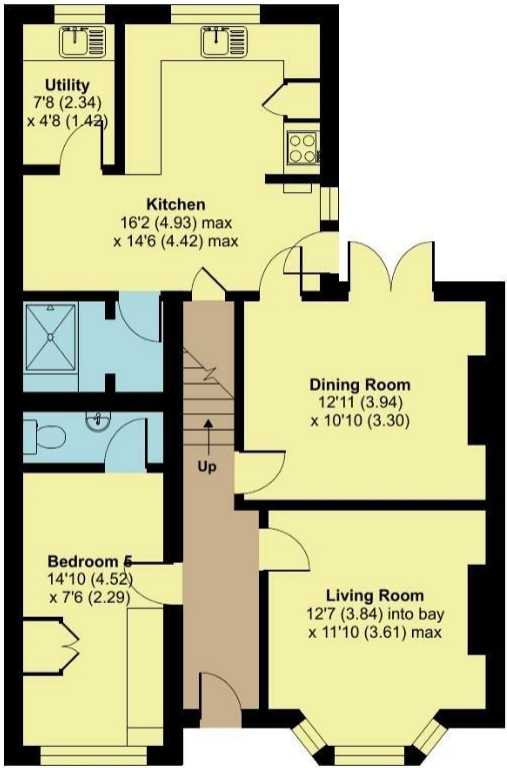 Utility
7'8 (2.34)
x 4'8 (1.42)
Kitchen
16'2 (4.93) max
x 14'6 (4.42) max
Dining Room
12'11 (3.94)
x 10'10 (3.30)
Up
Bedroom 5
14'10 (4.52)
x 7'6 (2.29)
Living Room
12'7 (3.84) into bay
x 11'10 (3.61) max